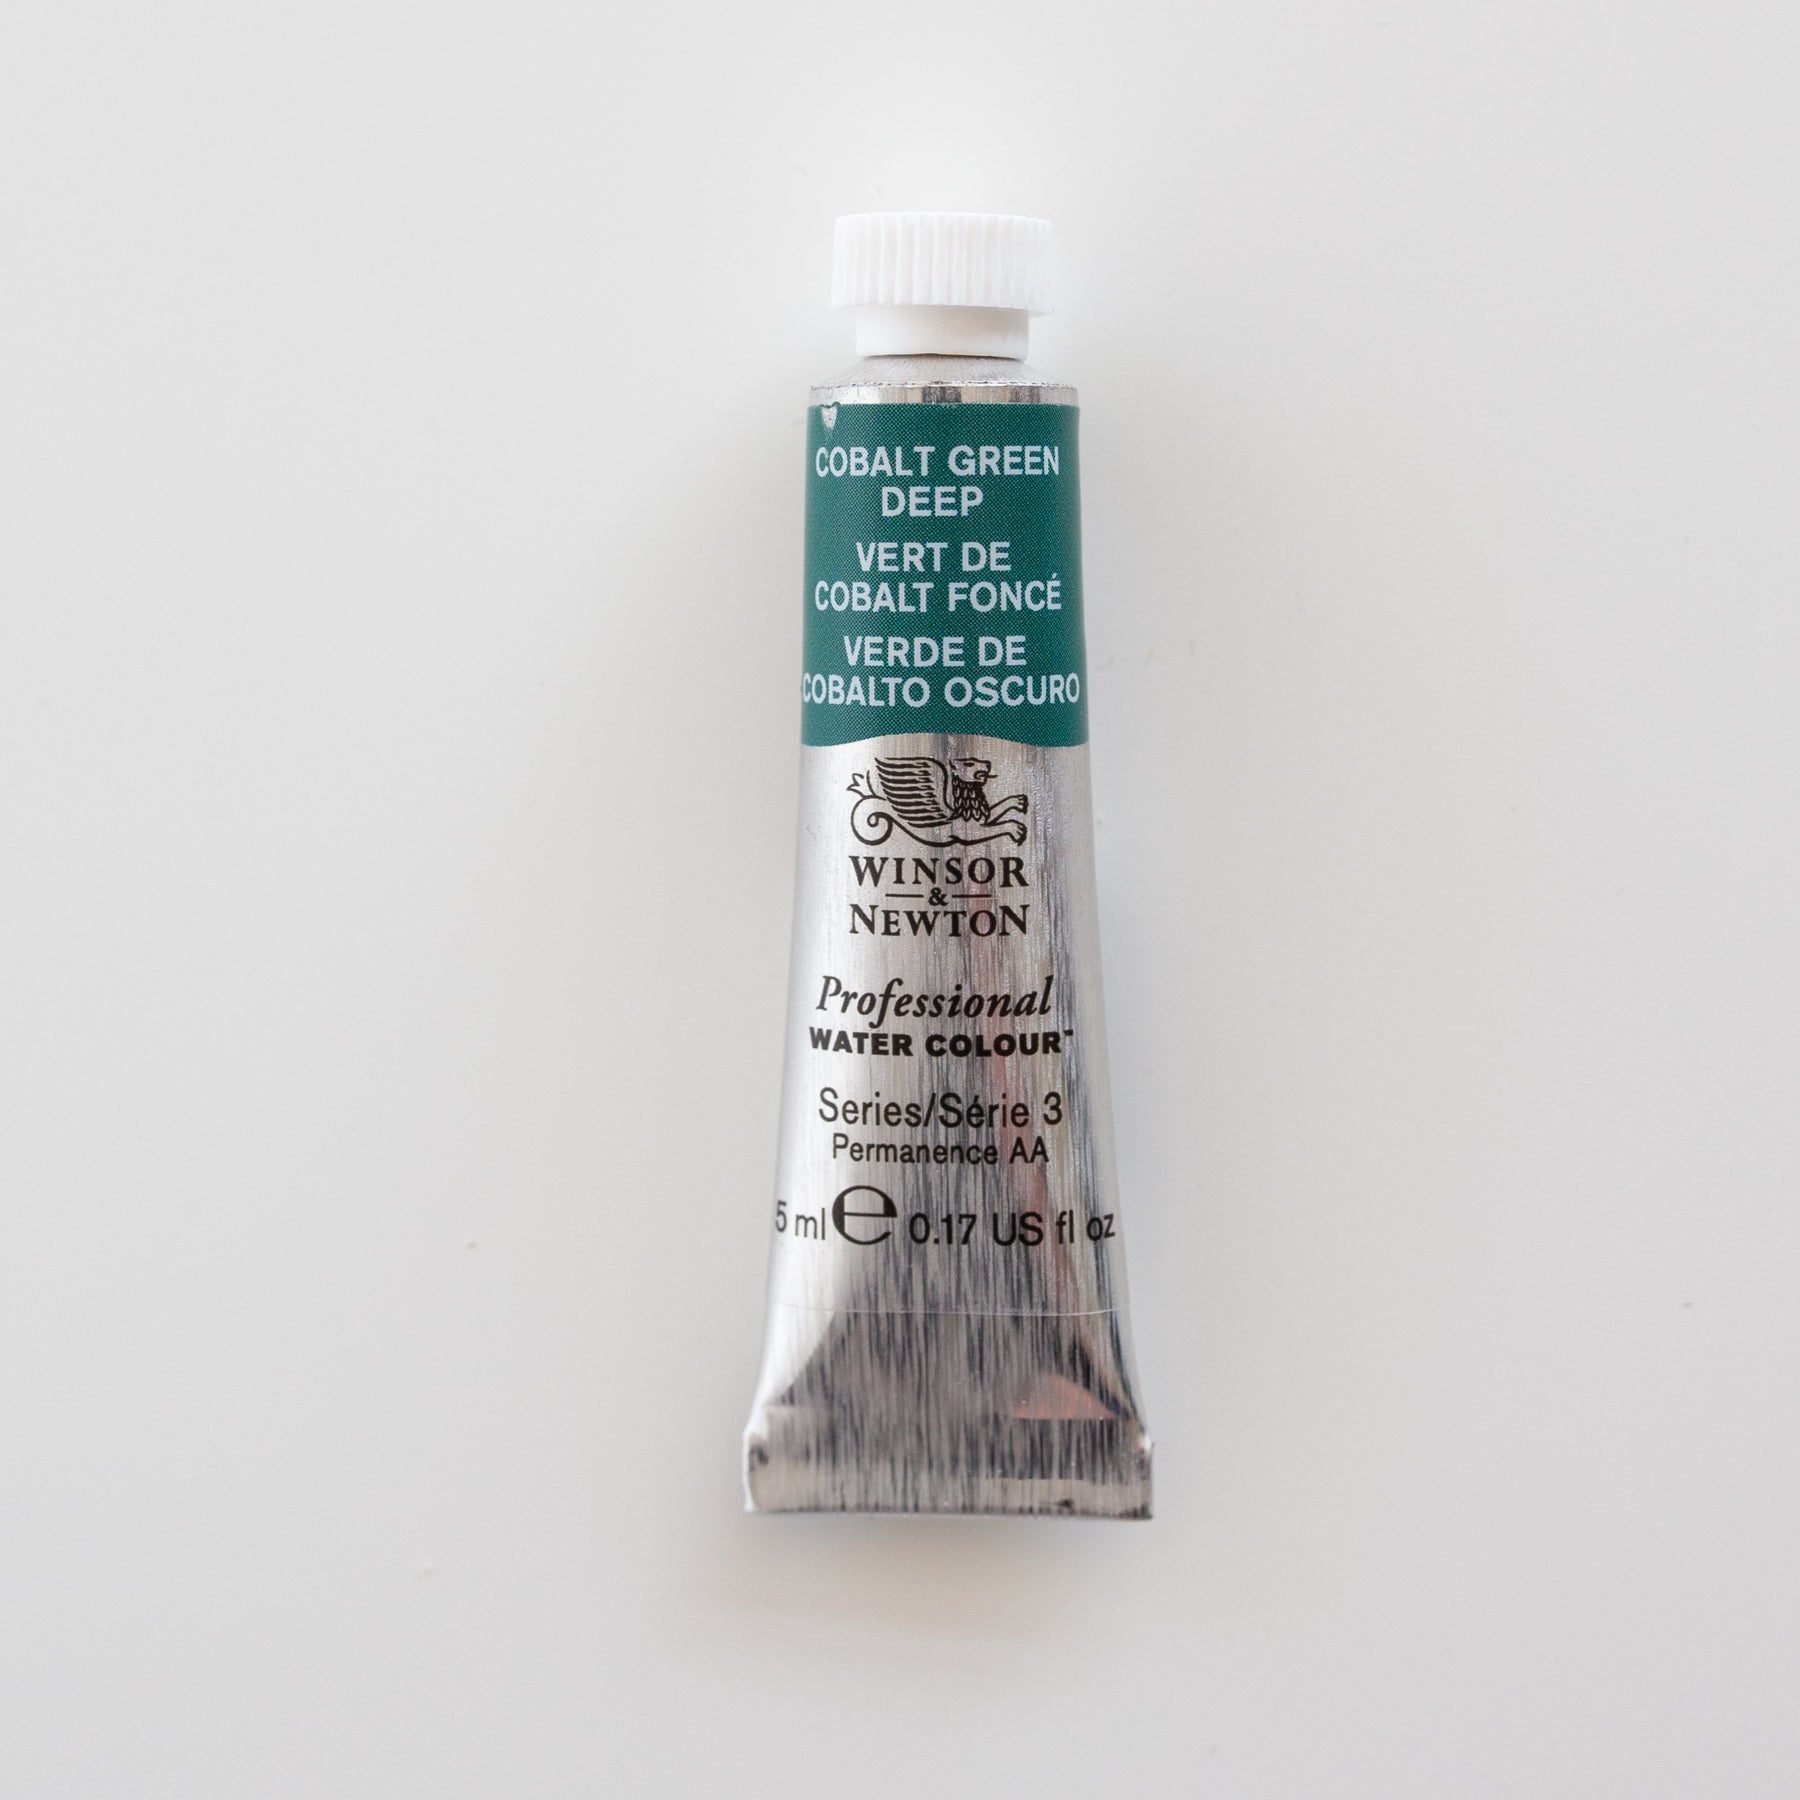 COBALT GREEN
DEEP
VERT DE
COBALT FONCÉ
VERDE DE
COBALTO OSCURO
WINSOR
&
NEWTON
Professional
WATER COLOUR™
Series/Série 3
Permanence AA
5 ml e 0.17 US fl oz